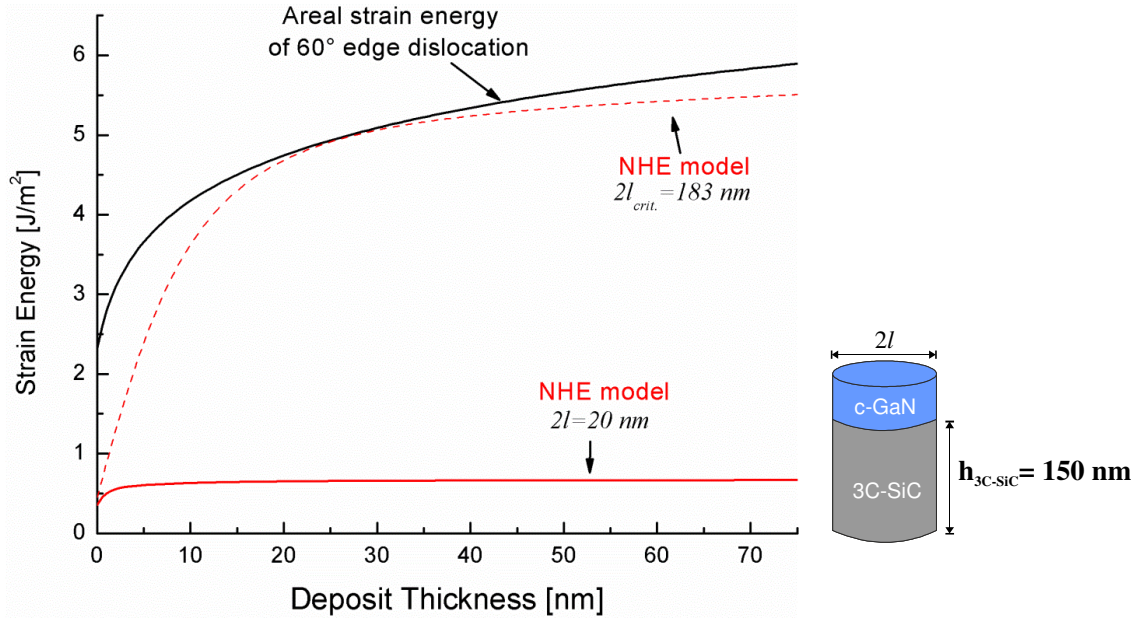 Areal strain energy
of 60° edge dislocation
NHE model
2l_crit.=183 nm
NHE model
2l=20 nm
Strain Energy [J/m²]
6
5
4
3
2
1
0
0 10 20 30 40 50 60 70
Deposit Thickness [nm]
2l
c-GaN
3C-SiC
h_3C-SiC= 150 nm